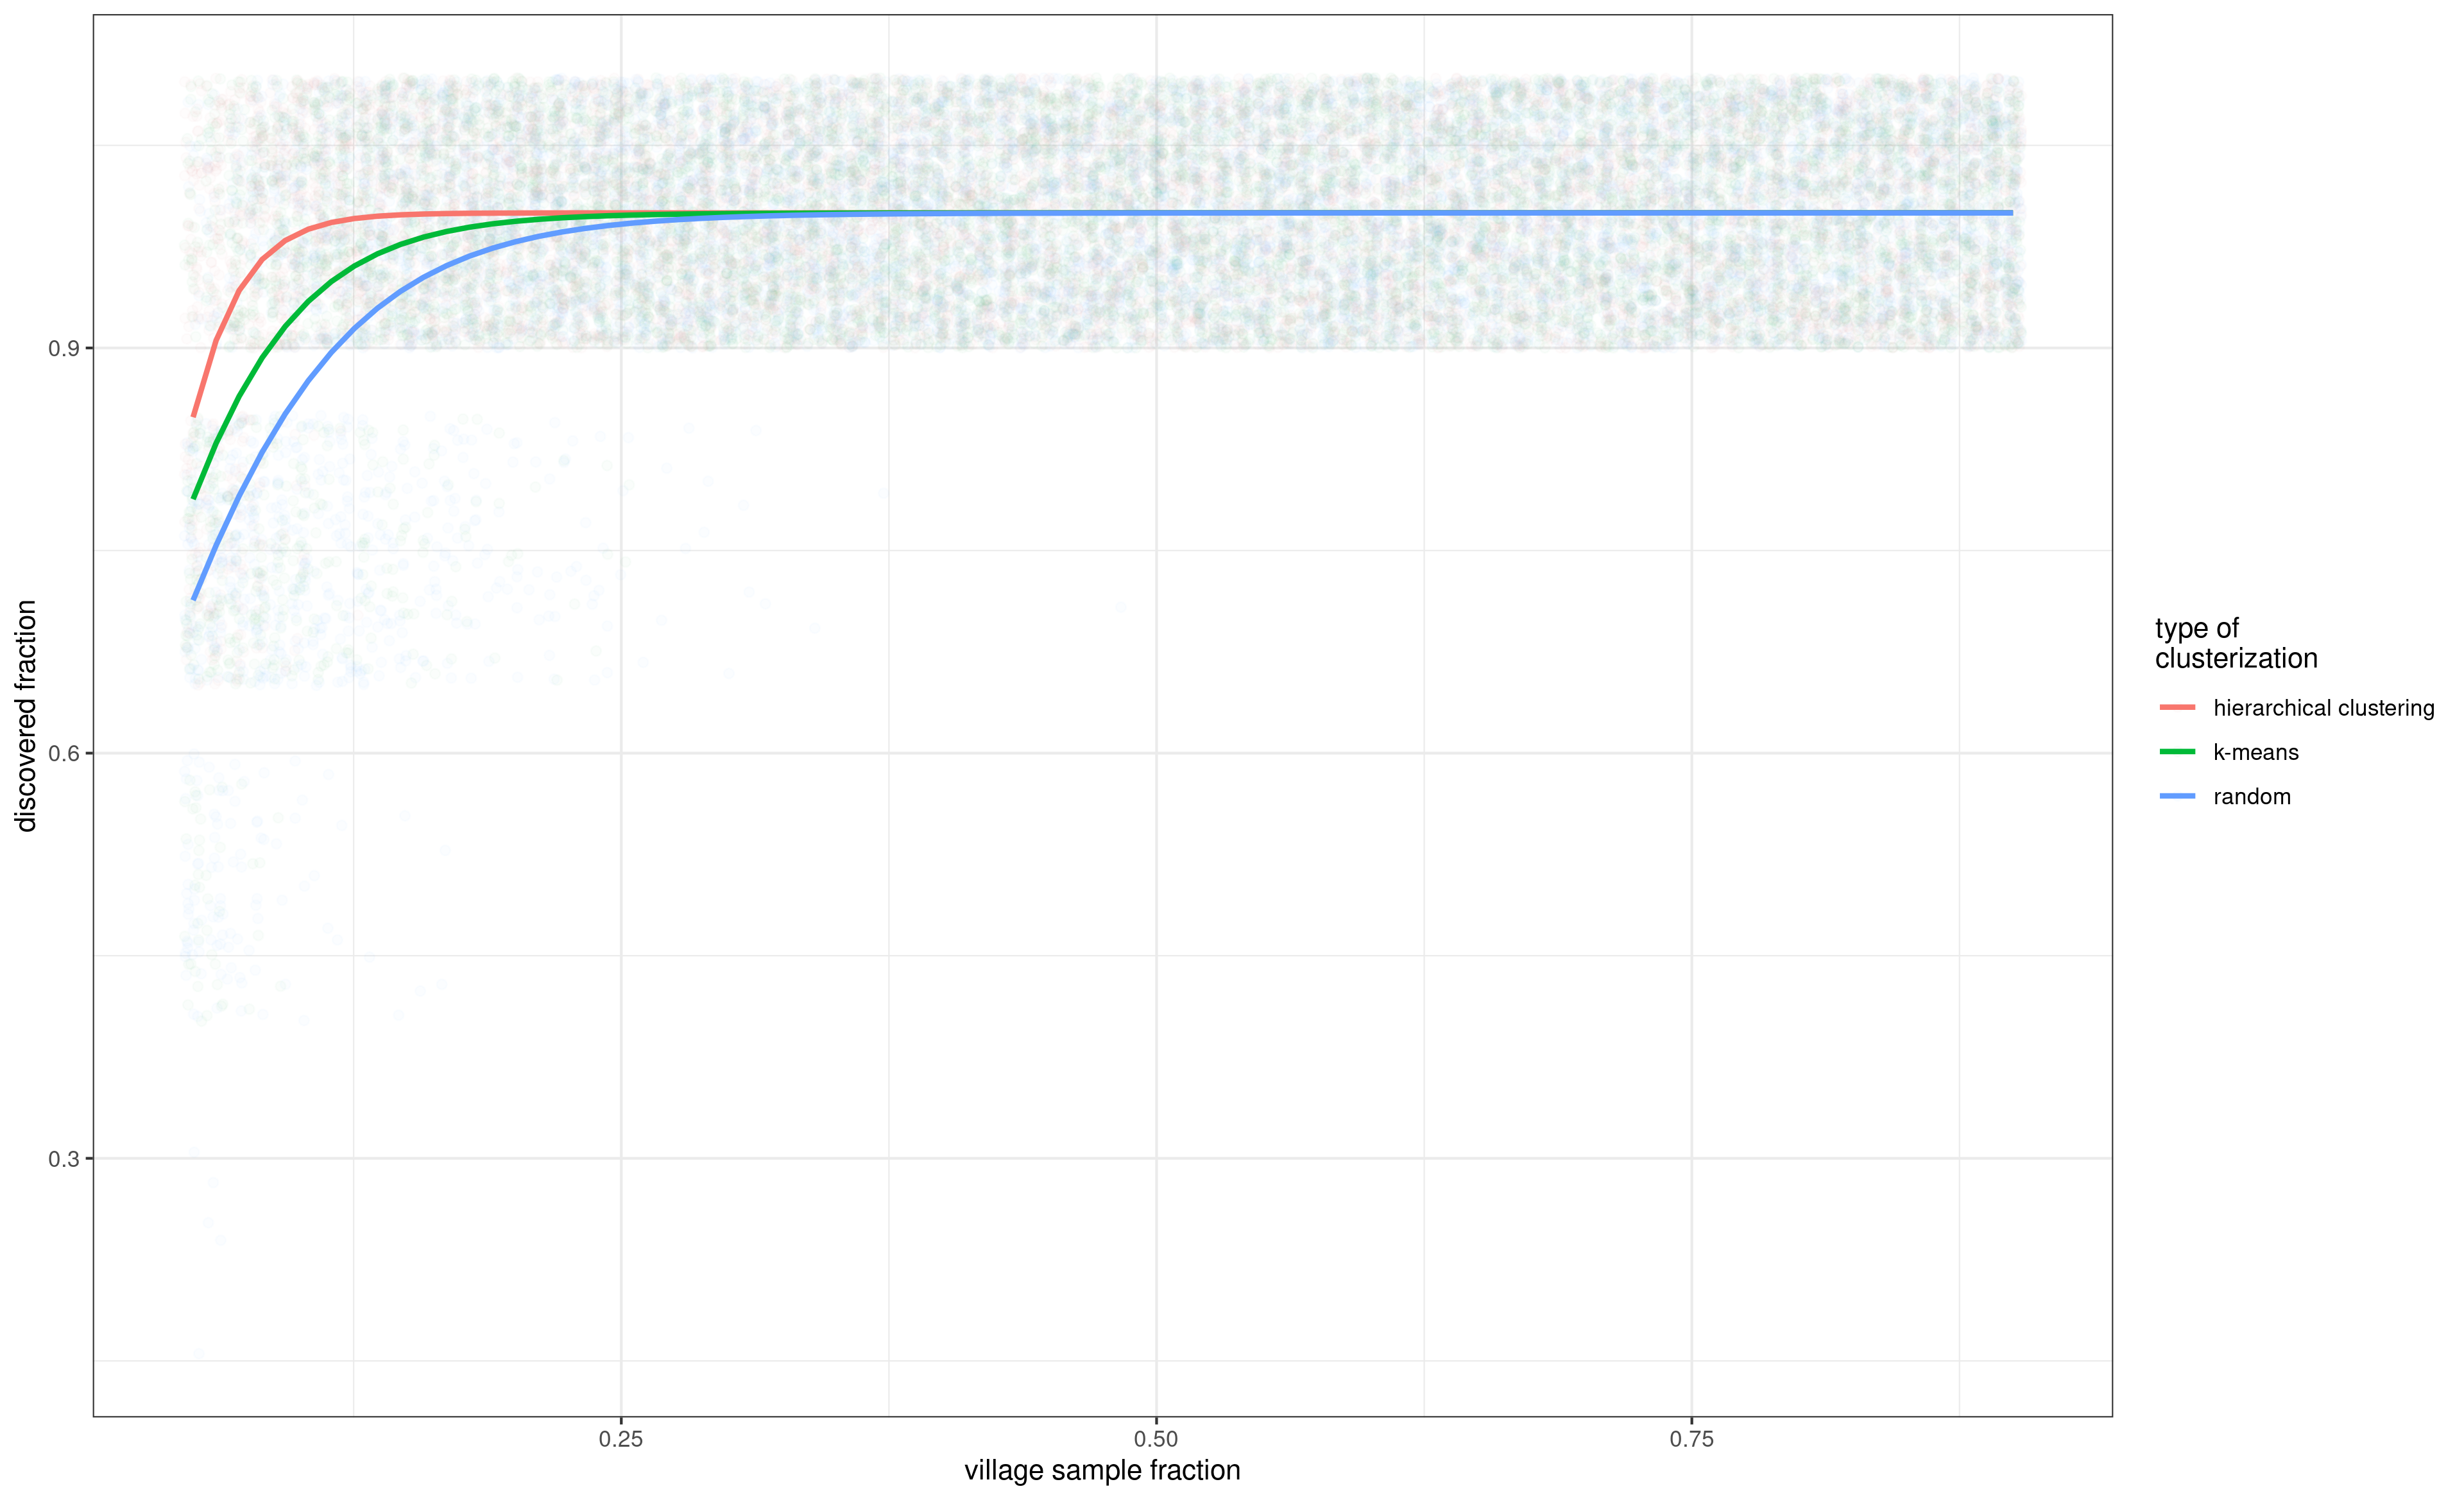 0.9
0.6
0.3
discovered fraction
0.25
0.50
0.75
village sample fraction
type of
clusterization
hierarchical clustering
k-means
random